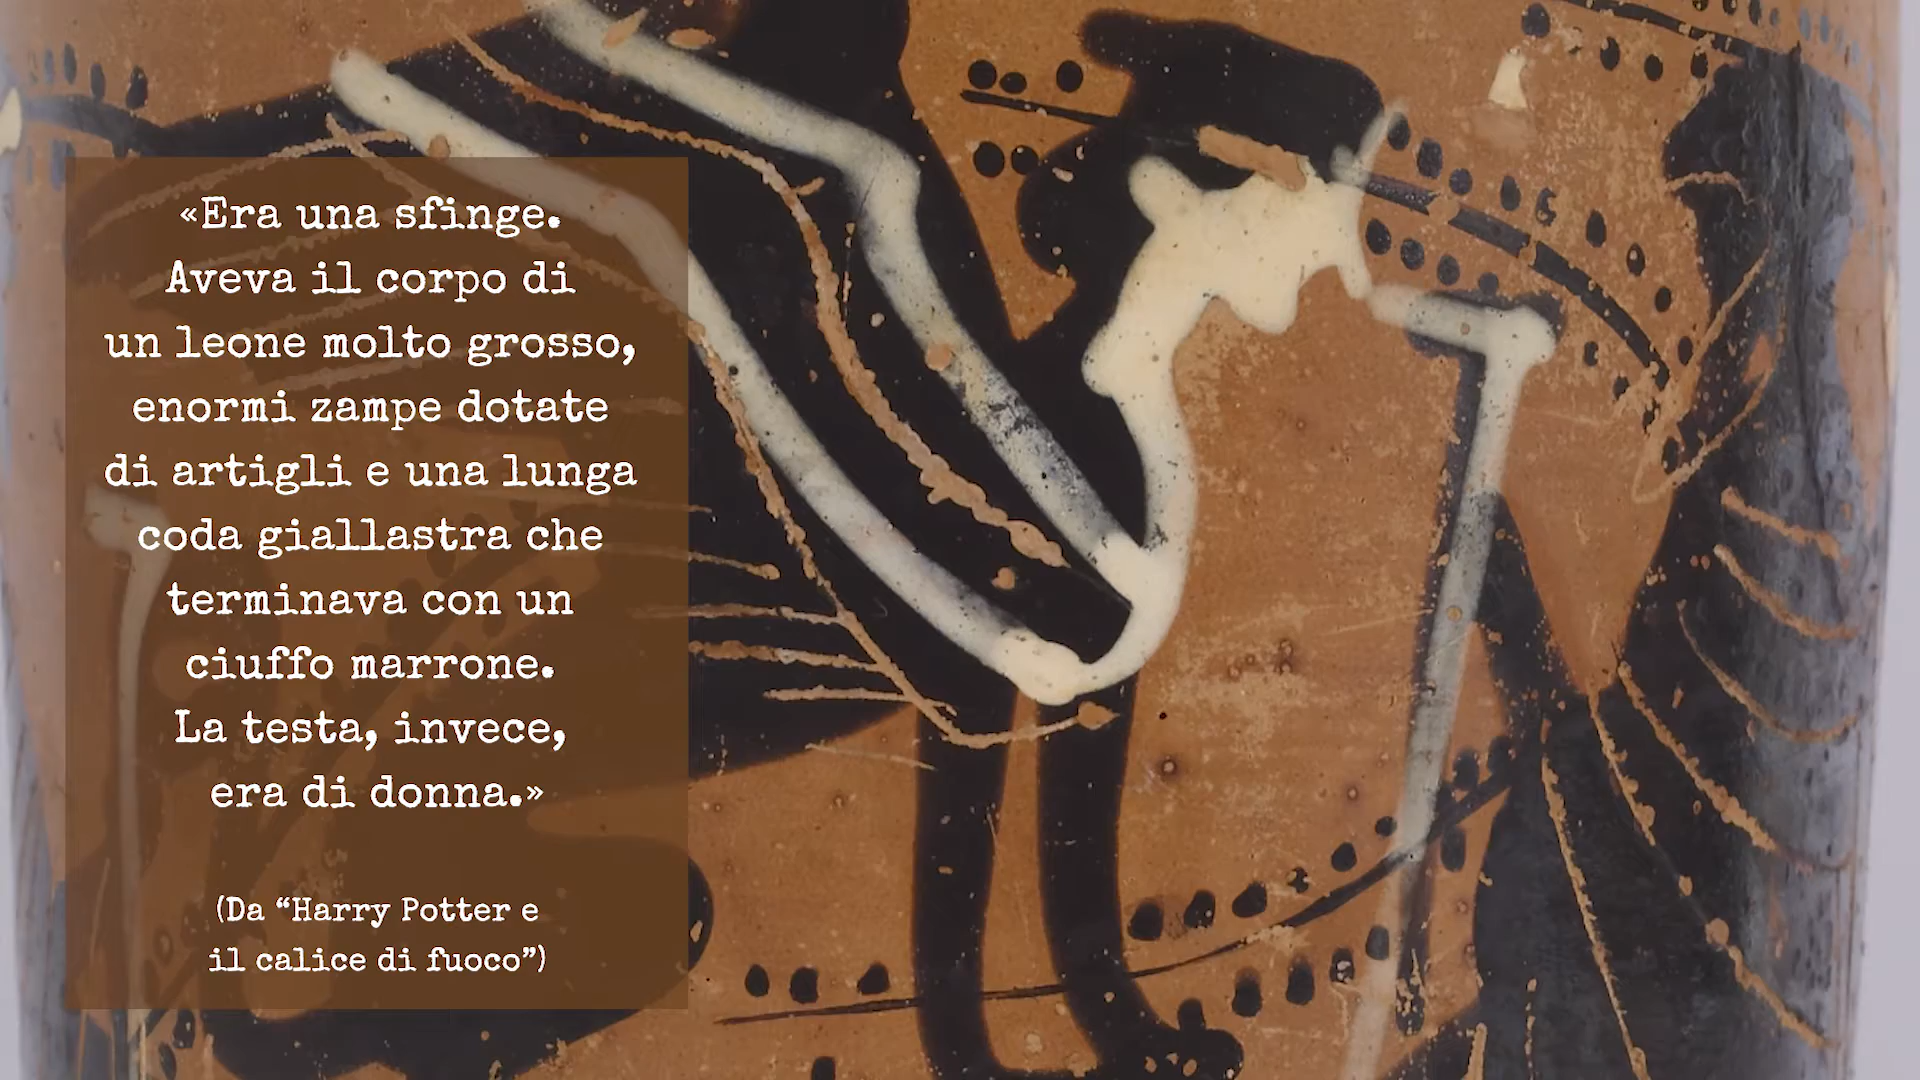 «Era una sfinge.
Aveva il corpo di
un leone molto grosso,
enormi zampe dotate
di artigli e una lunga
coda giallastra che
terminava con un
ciuffo marrone.
La testa, invece,
era di donna.»
(Da “Harry Potter e
il calice di fuoco”)